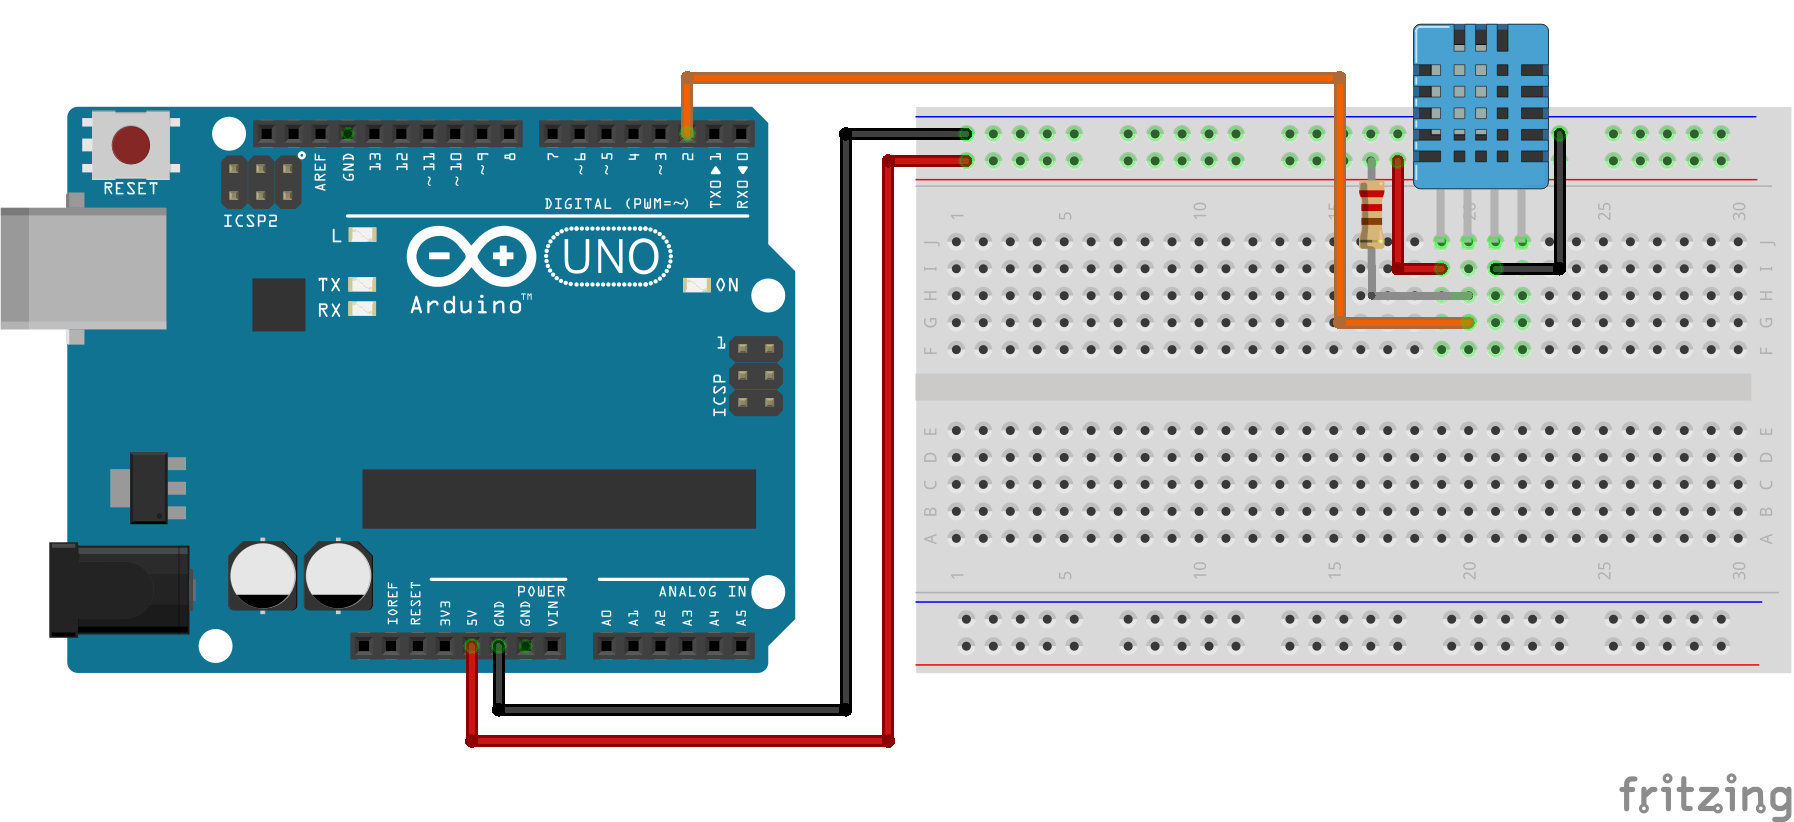 RESET
ICSP2
AREF
GND
13
12
~11
~10
~9
8
7
~6
~5
4
~3
2
TX0▶1
RX0◀0
DIGITAL (PWM=~)
L
TX
RX
UNO
Arduino™
ON
1
ICSP
IOREF
RESET
3V3
5V
GND
GND
VIN
POWER
A0
A1
A2
A3
A4
A5
ANALOG IN
1 5 10 15 20 25 30
J J
I I
H H
G G
F F
E E
D D
C C
B B
A A
1 5 10 15 20 25 30
fritzing